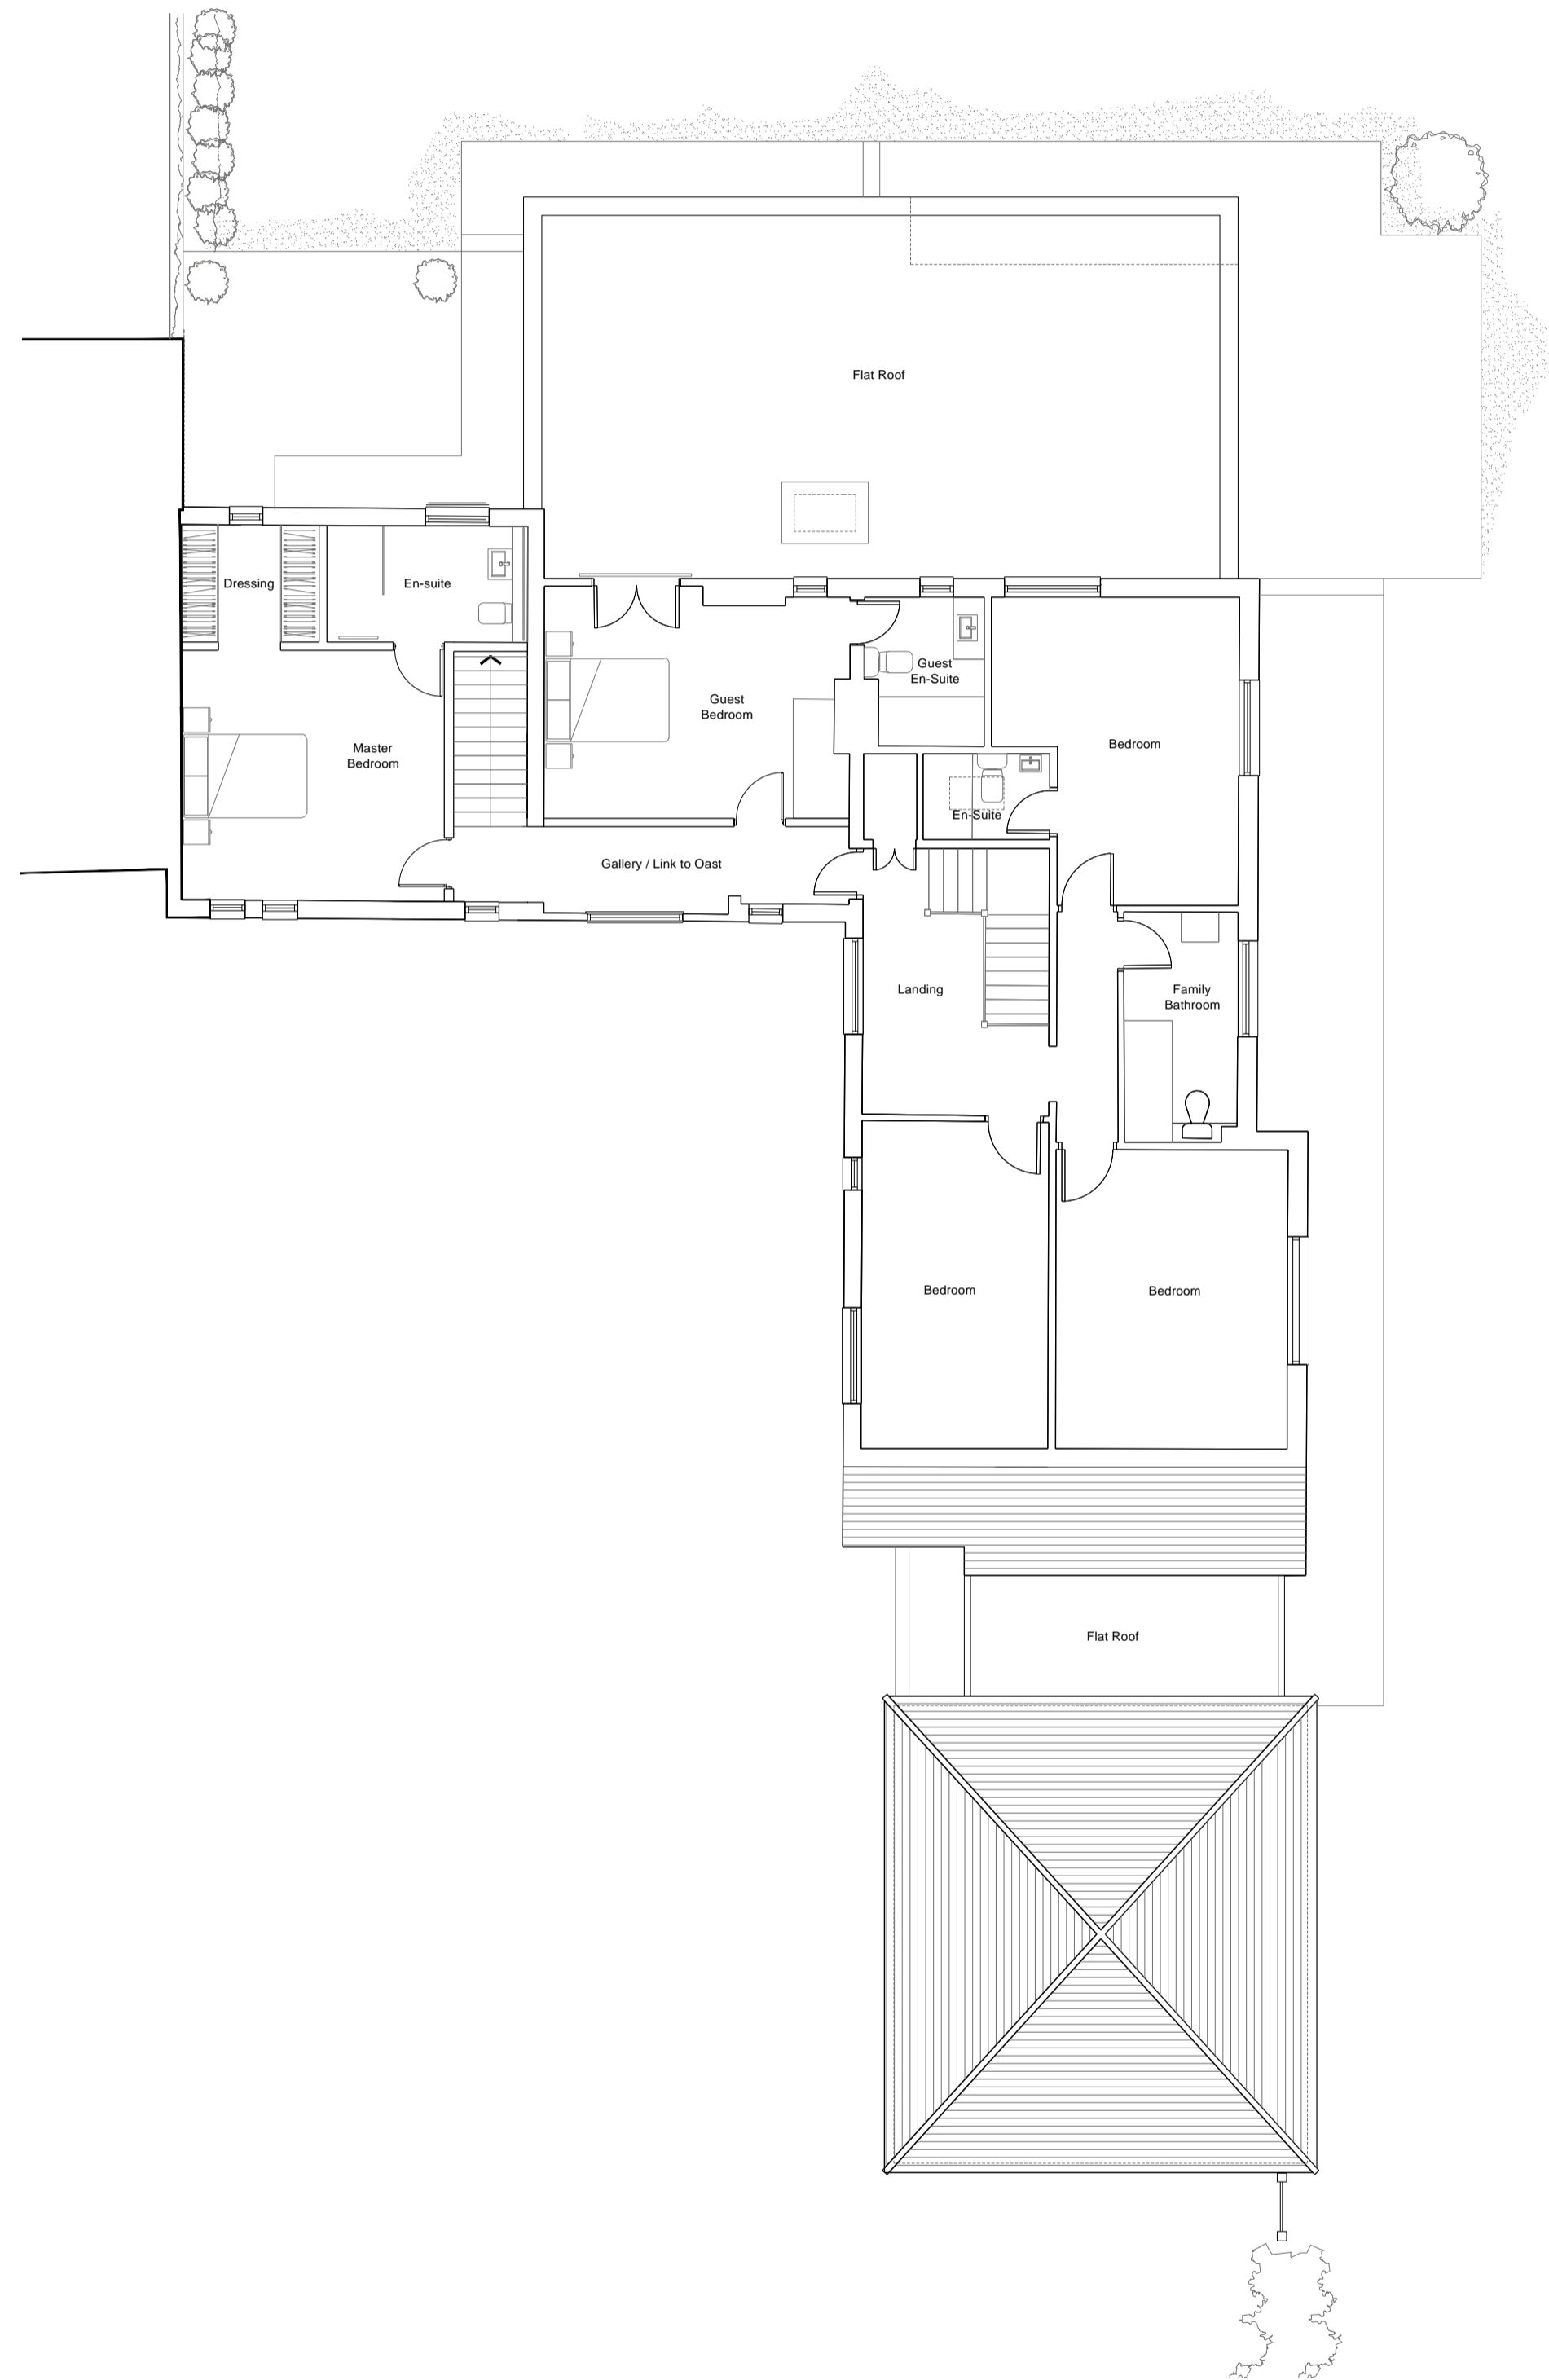 Flat Roof
Dressing
En-suite
Guest
En-Suite
Guest
Bedroom
Master
Bedroom
Bedroom
En-Suite
Gallery / Link to Oast
Landing
Family
Bathroom
Bedroom
Bedroom
Flat Roof